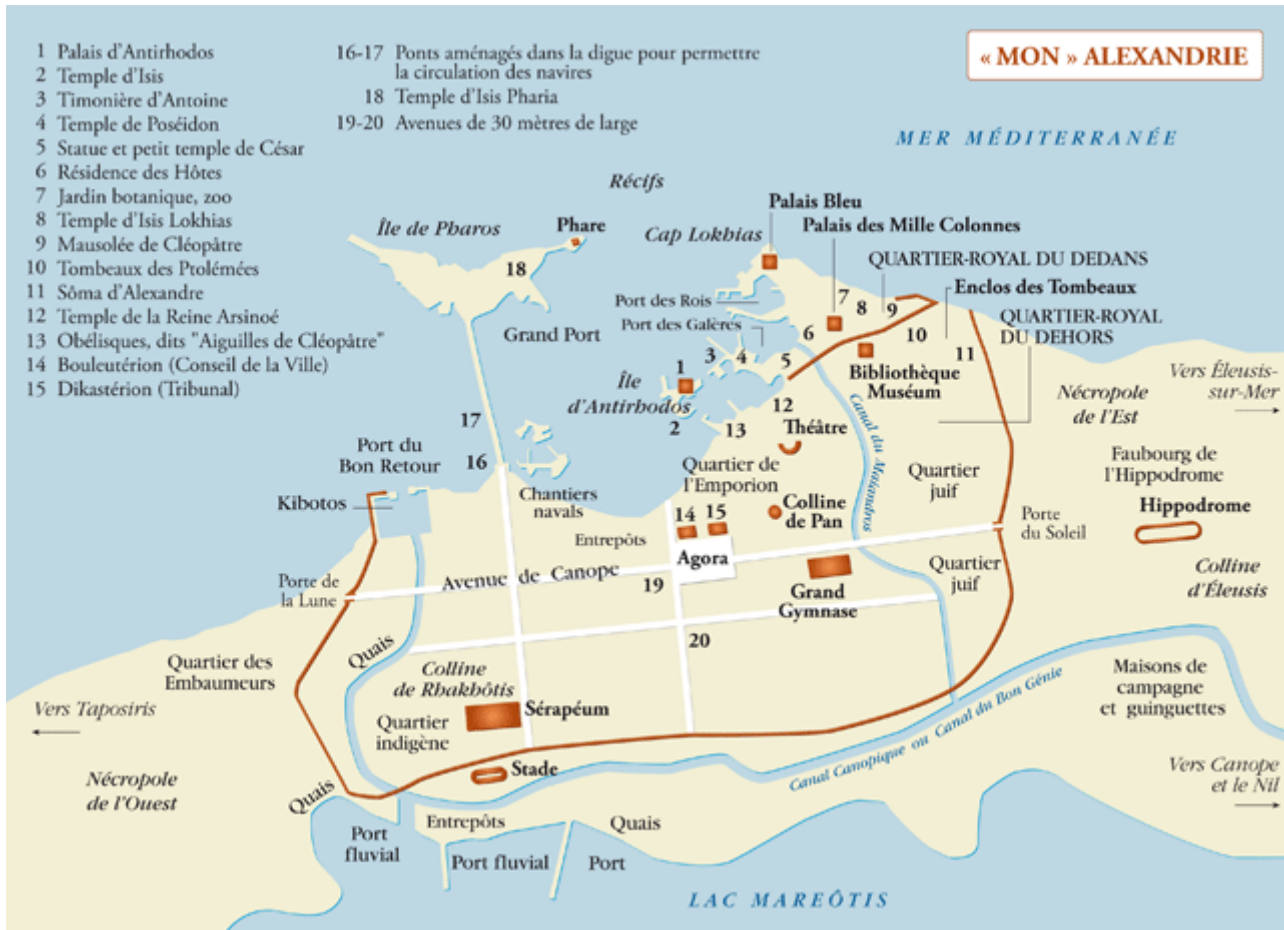 1 Palais d'Antirhodos
2 Temple d'Isis
3 Timonière d'Antoine
4 Temple de Poséidon
5 Statue et petit temple de César
6 Résidence des Hôtes
7 Jardin botanique, zoo
8 Temple d'Isis Lokhias
9 Mausolée de Cléopâtre
10 Tombeaux des Ptolémées
11 Sôma d'Alexandre
12 Temple de la Reine Arsinoé
13 Obélisques, dits "Aiguilles de Cléopâtre"
14 Bouleutérion (Conseil de la Ville)
15 Dikastérion (Tribunal)
16-17 Ponts aménagés dans la digue pour permettre
la circulation des navires
18 Temple d'Isis Pharia
19-20 Avenues de 30 mètres de large
« MON » ALEXANDRIE
MER MÉDITERRANÉE
Récifs
Île de Pharos
Phare
18
Cap Lokhias
Palais Bleu
Palais des Mille Colonnes
QUARTIER-ROYAL DU DEDANS
Enclos des Tombeaux
QUARTIER-ROYAL
DU DEHORS
Port des Rois
Grand Port
Port des Galères
7
8
9
10
11
6
5
4
3
1
2
Île
d'Antirhodos
Bibliothèque
Muséum
Vers Éleusis-
sur-Mer
Nécropole
de l'Est
12
13
Théâtre
Canal du Maiandros
17
16
Port du
Bon Retour
Kibotos
Chantiers
navals
Quartier de
l'Emporion
Quartier
juif
Faubourg de
l'Hippodrome
Hippodrome
Colline
de Pan
14
15
Entrepôts
Agora
Porte
du Soleil
Avenue de Canope
19
Porte de
la Lune
Grand
Gymnase
Quartier
juif
Colline
d'Éleusis
20
Quais
Quartier des
Embaumeurs
Colline
de Rhakhôtis
Sérapéum
Quartier
indigène
Maisons de
campagne
et guinguettes
Vers Taposiris
Canal Canopique ou Canal du Bon Génie
Stade
Nécropole
de l'Ouest
Vers Canope
et le Nil
Quais
Port
fluvial
Entrepôts
Quais
Port fluvial
Port
LAC MAREÔTIS